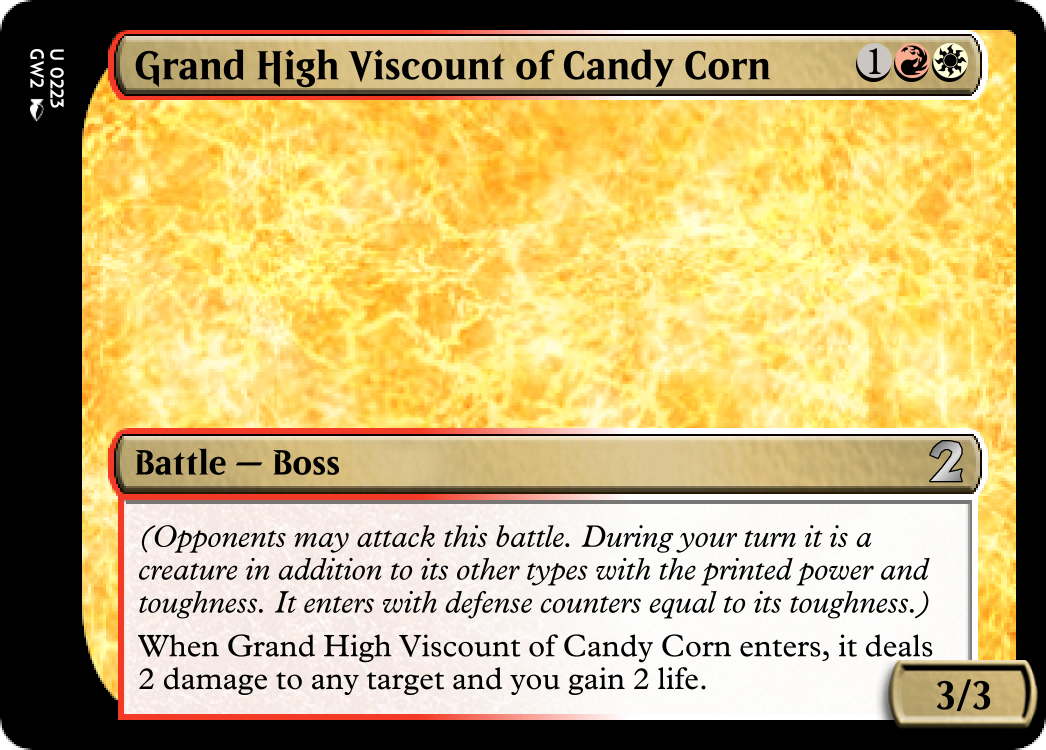 U 0223
GW2
Grand High Viscount of Candy Corn
1
Battle — Boss
2
(Opponents may attack this battle. During your turn it is a
creature in addition to its other types with the printed power and
toughness. It enters with defense counters equal to its toughness.)
When Grand High Viscount of Candy Corn enters, it deals
2 damage to any target and you gain 2 life.
3/3